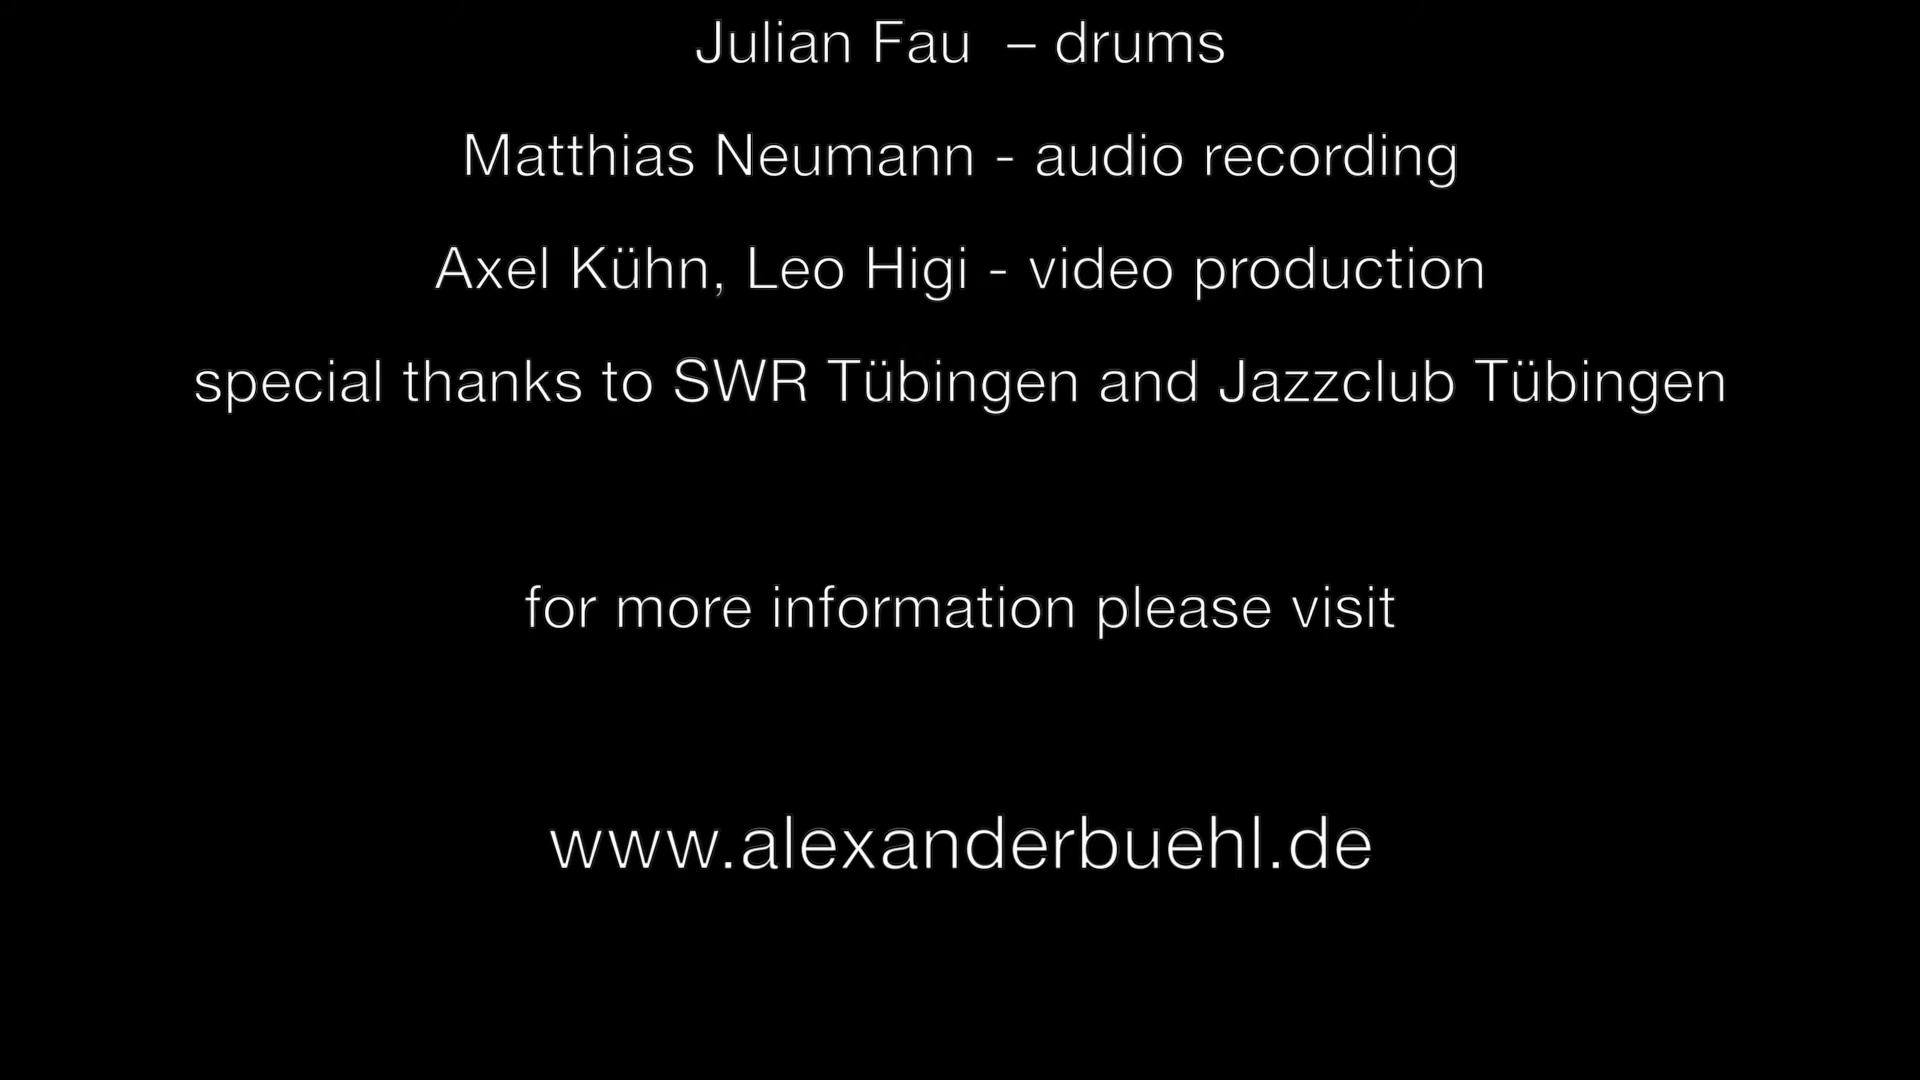 Julian Fau – drums
Matthias Neumann - audio recording
Axel Kühn, Leo Higi - video production
special thanks to SWR Tübingen and Jazzclub Tübingen
for more information please visit
www.alexanderbuehl.de